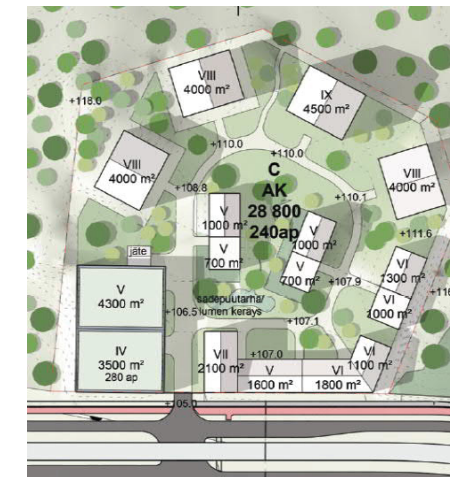 VIII
4000 m²
IX
4500 m²
+118.0
+110.0
+110.0
VIII
4000 m²
C
AK
28 800
240ap
VIII
4000 m²
+108.8
+110.1
V
1000 m²
V
700 m²
V
1000 m²
V
700 m²
+111.6
jäte
VI
1300 m²
VI
1000 m²
+107.9
V
4300 m²
sadepuutarha/
lumen keräys
+106.5
+107.1
IV
3500 m²
280 ap
VII
2100 m²
+107.0
V
1600 m²
VI
1800 m²
VI
1100 m²
+105.0